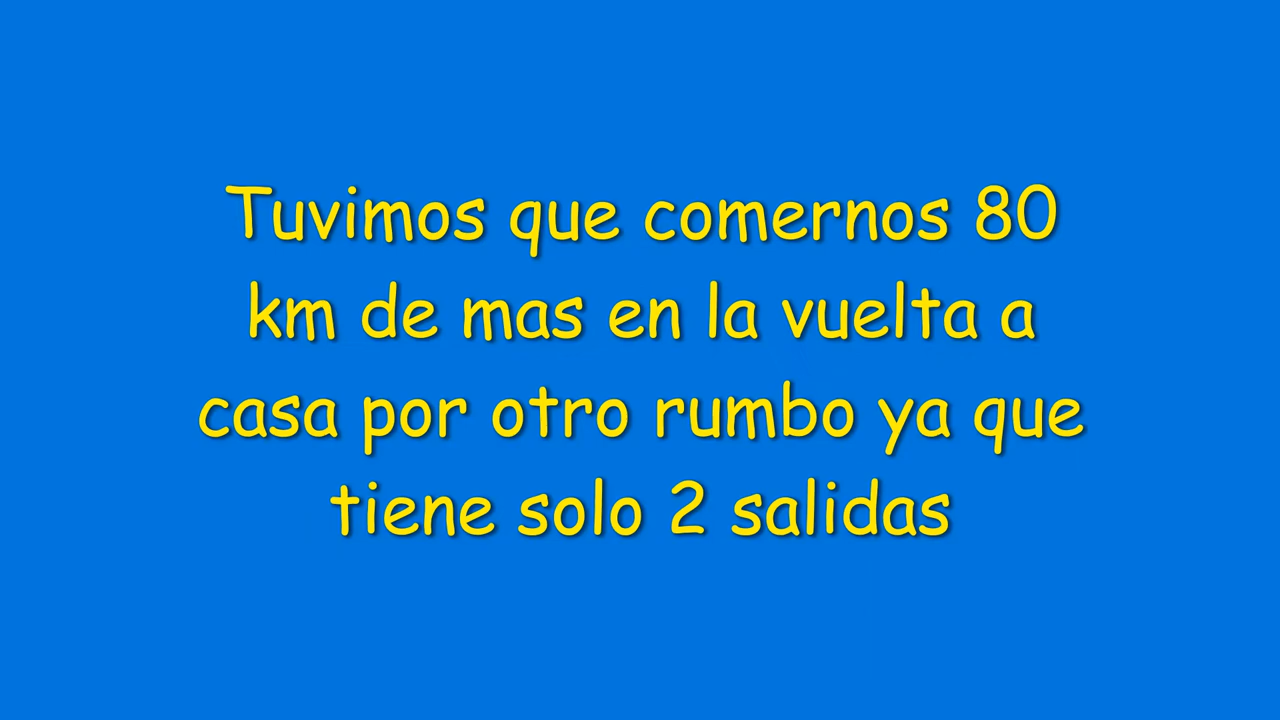 Tuvimos que comernos 80
km de mas en la vuelta a
casa por otro rumbo ya que
tiene solo 2 salidas